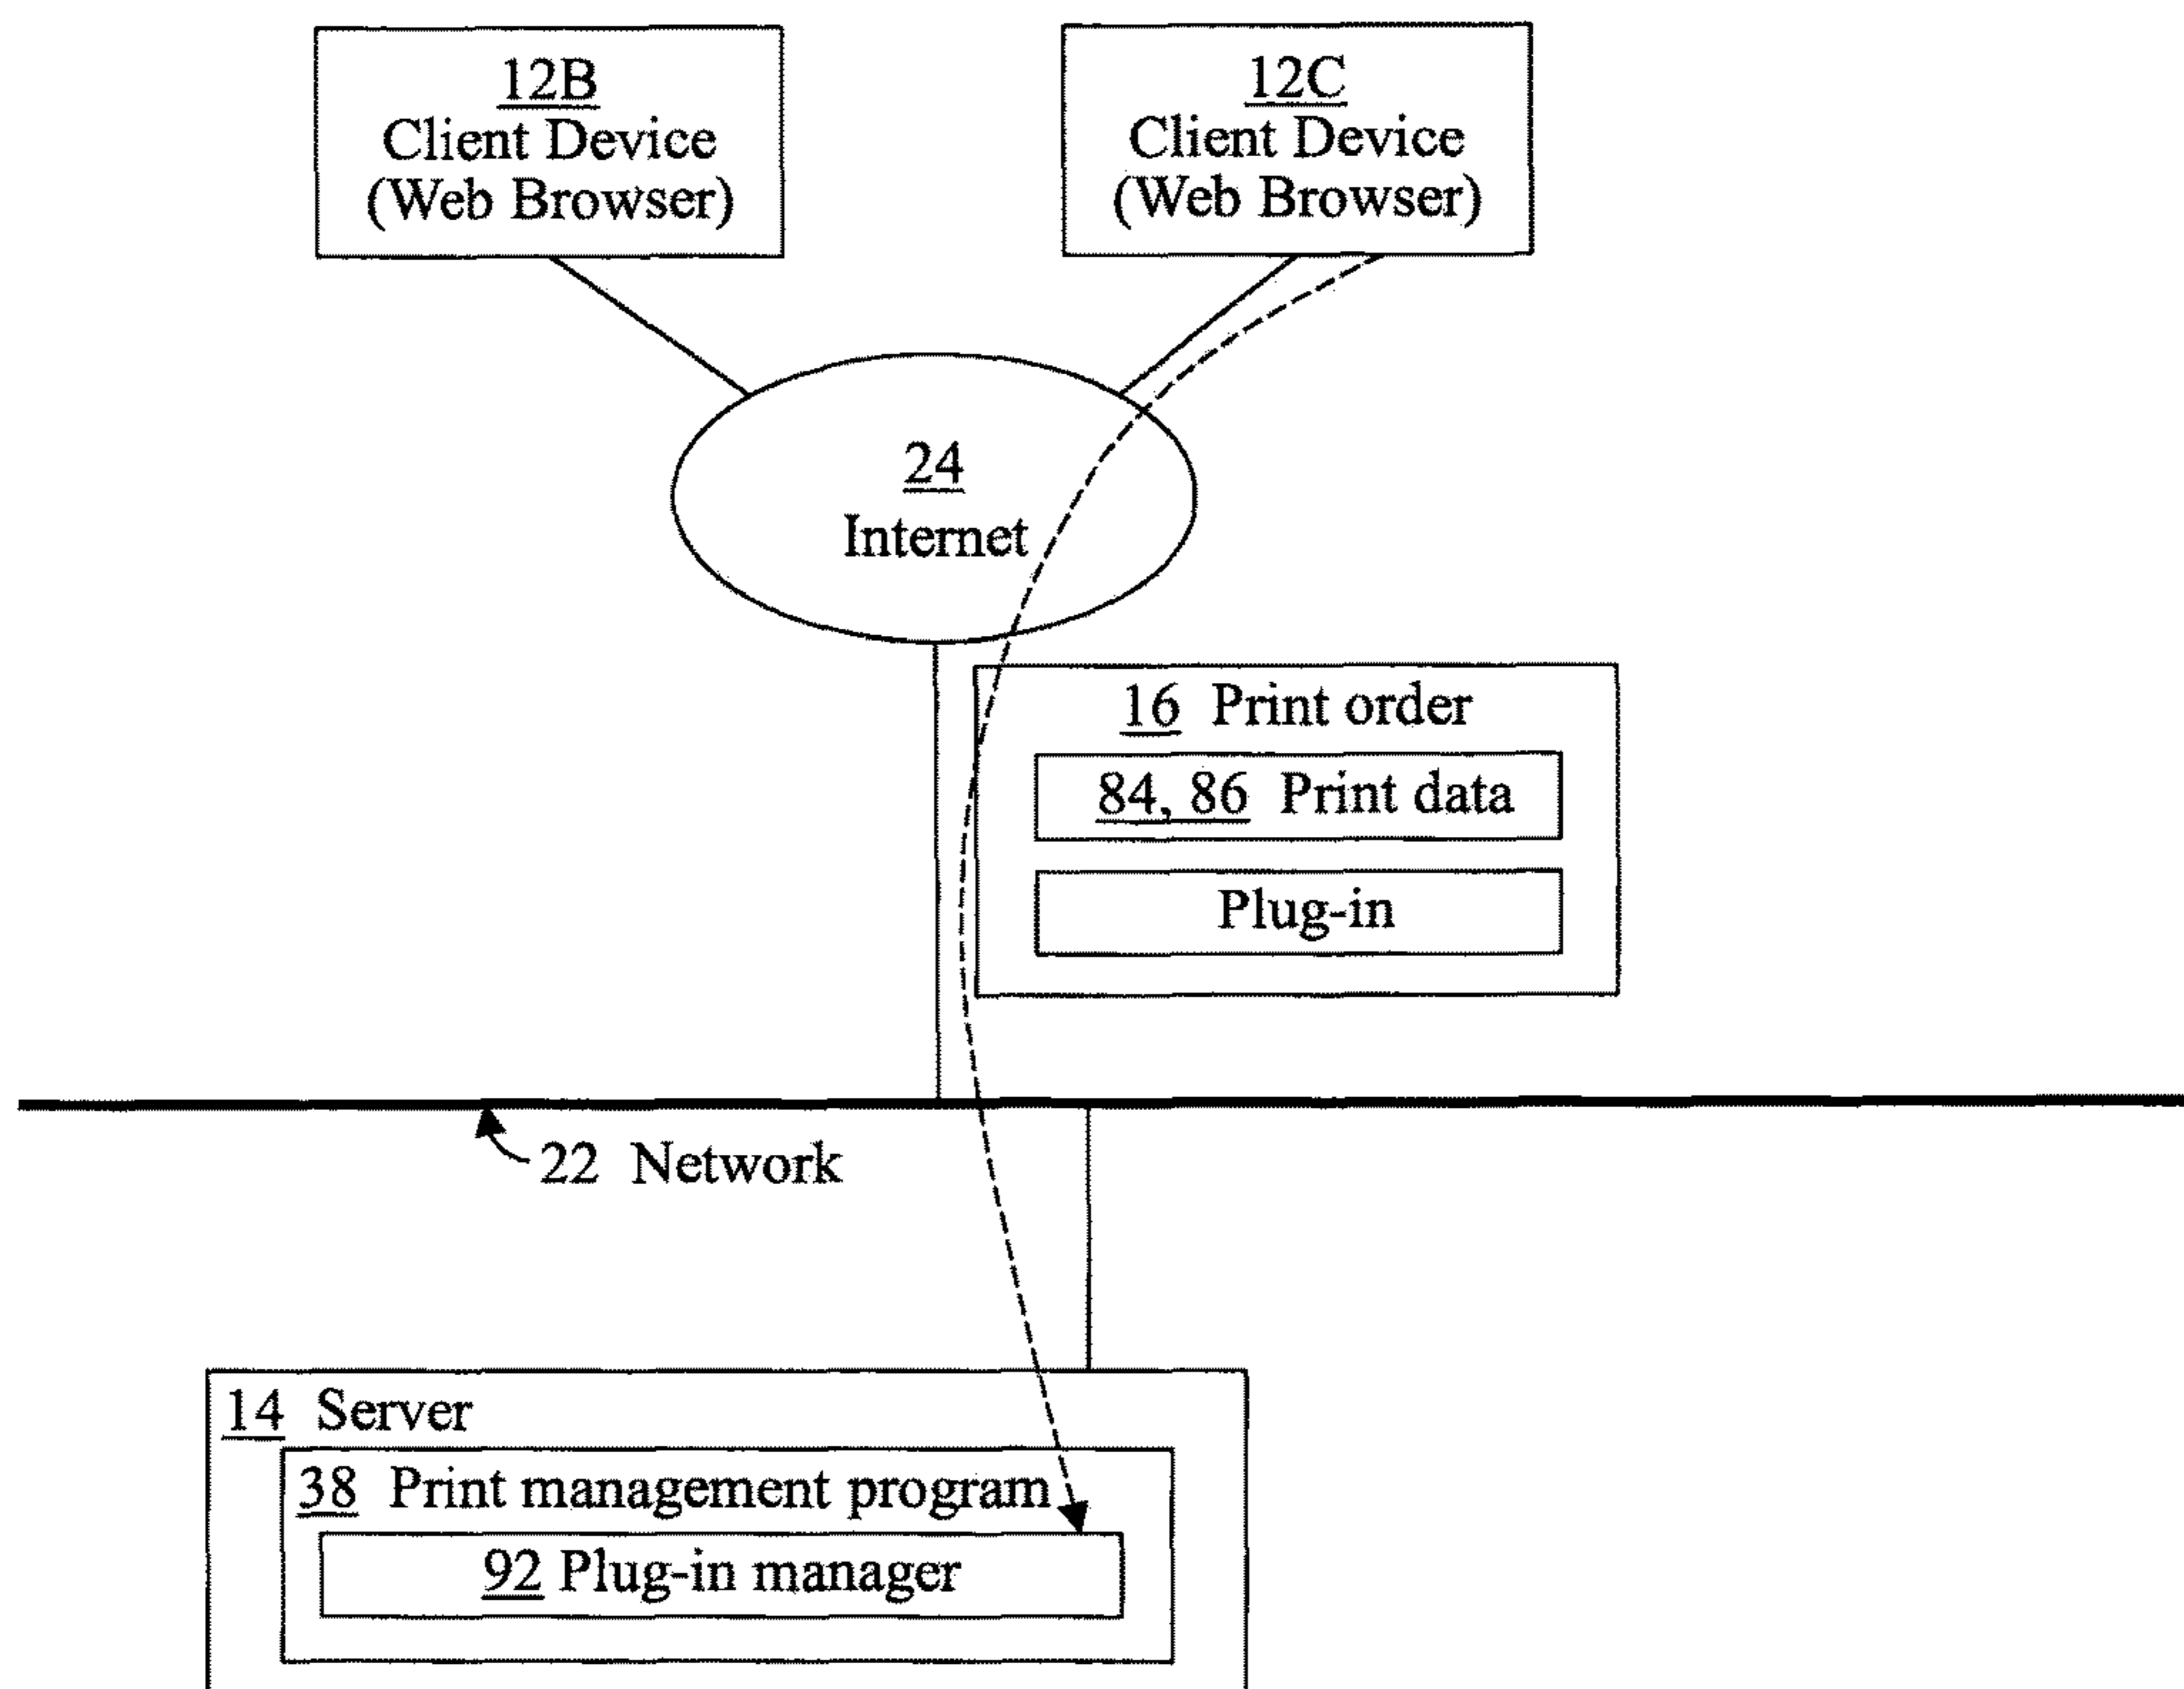 12B
Client Device
(Web Browser)
12C
Client Device
(Web Browser)
24
Internet
16 Print order
84, 86 Print data
Plug-in
22 Network
14 Server
38 Print management program
92 Plug-in manager